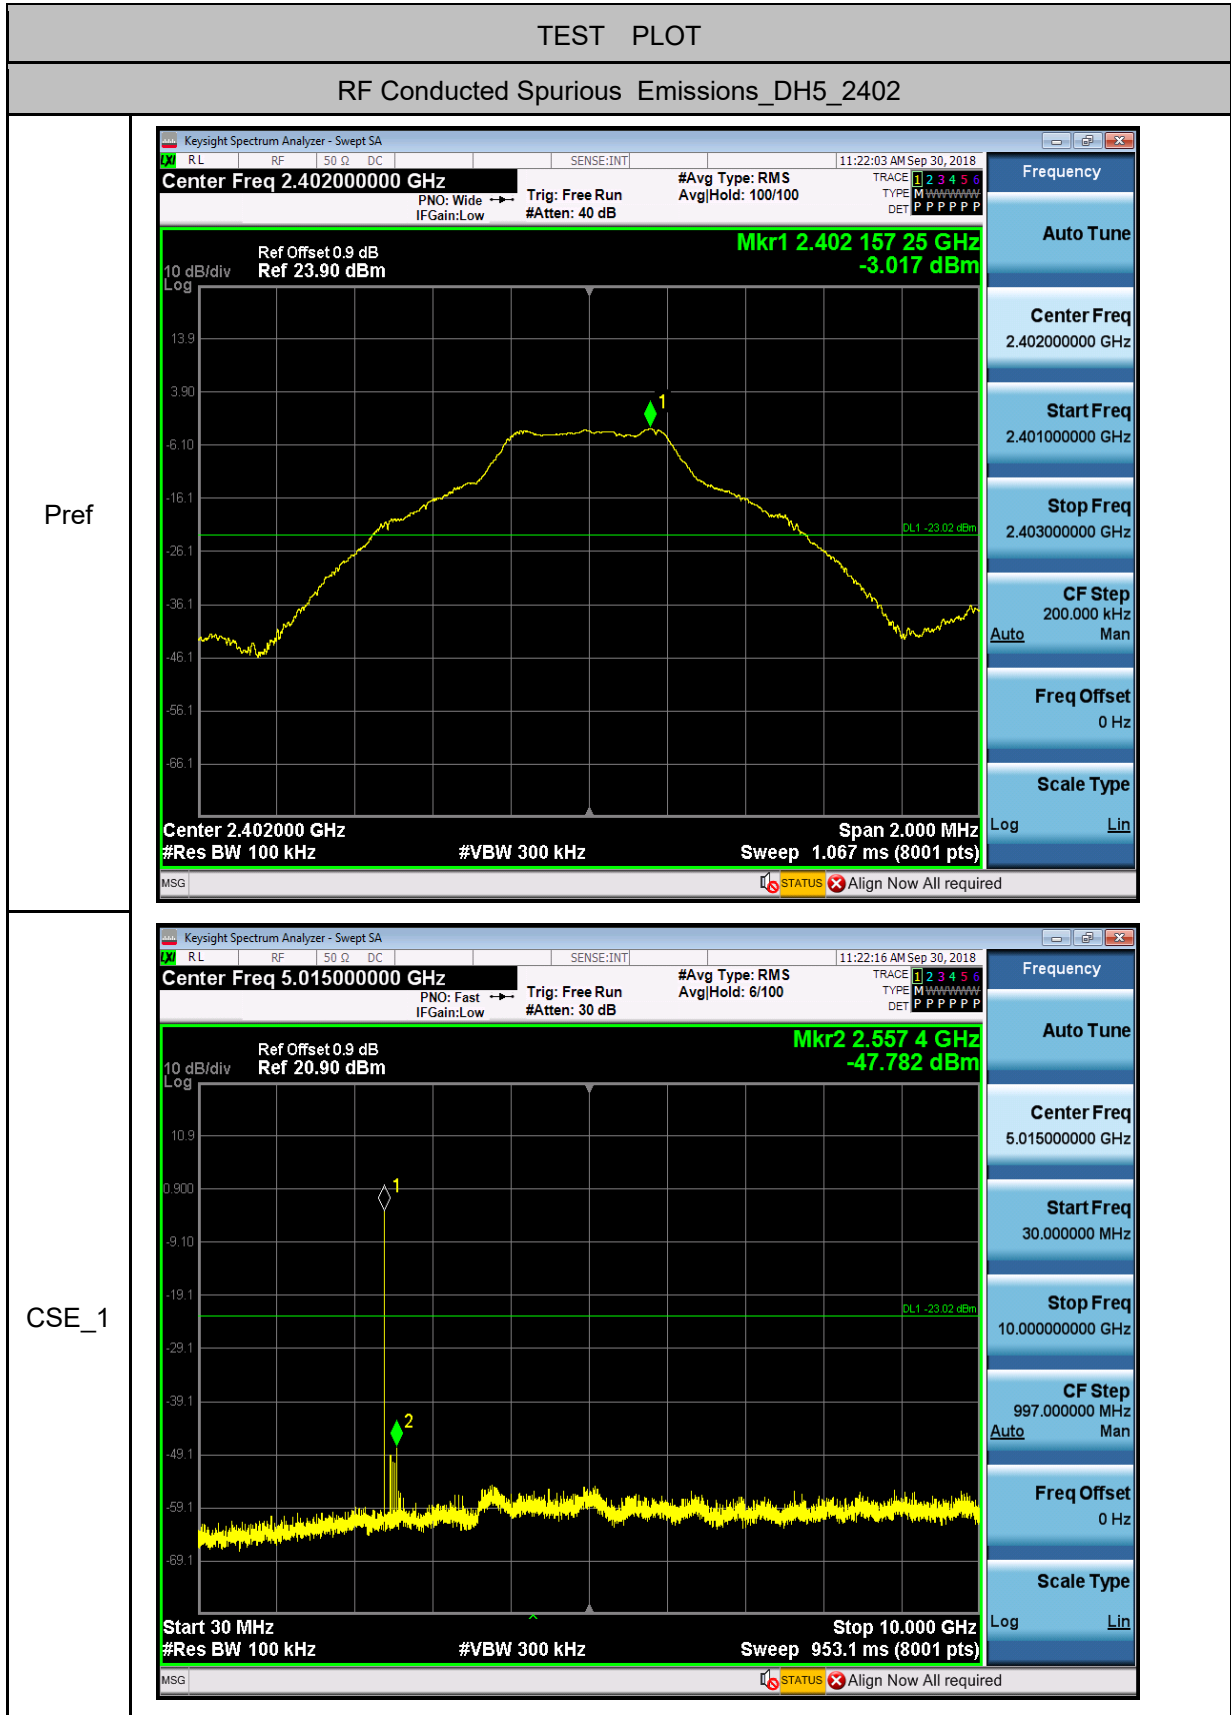 TEST PLOT
RF Conducted Spurious Emissions_DH5_2402
Pref
Keysight Spectrum Analyzer - Swept SA
LXI RL RF 50 Ω DC SENSE:INT 11:22:03 AM Sep 30, 2018
Center Freq 2.402000000 GHz
PNO: Wide
IFGain:Low
Trig: Free Run
#Atten: 40 dB
#Avg Type: RMS
Avg|Hold: 100/100
TRACE 1 2 3 4 5 6
TYPE M WWWWW
DET P P P P P P
Mkr1 2.402 157 25 GHz
-3.017 dBm
Ref Offset 0.9 dB
10 dB/div Ref 23.90 dBm
Log
13.9
3.90
-6.10
-16.1
-26.1
-36.1
-46.1
-56.1
-66.1
1
DL1 -23.02 dBm
Center 2.402000 GHz Span 2.000 MHz
#Res BW 100 kHz #VBW 300 kHz Sweep 1.067 ms (8001 pts)
MSG STATUS Align Now All required
Frequency
Auto Tune
Center Freq
2.402000000 GHz
Start Freq
2.401000000 GHz
Stop Freq
2.403000000 GHz
CF Step
200.000 kHz
Auto Man
Freq Offset
0 Hz
Scale Type
Log Lin
CSE_1
Keysight Spectrum Analyzer - Swept SA
LXI RL RF 50 Ω DC SENSE:INT 11:22:16 AM Sep 30, 2018
Center Freq 5.015000000 GHz
PNO: Fast
IFGain:Low
Trig: Free Run
#Atten: 30 dB
#Avg Type: RMS
Avg|Hold: 6/100
TRACE 1 2 3 4 5 6
TYPE M WWWWW
DET P P P P P P
Mkr2 2.557 4 GHz
-47.782 dBm
Ref Offset 0.9 dB
10 dB/div Ref 20.90 dBm
Log
10.9
0.900
-9.10
-19.1
-29.1
-39.1
-49.1
-59.1
-69.1
1
DL1 -23.02 dBm
2
Start 30 MHz Stop 10.000 GHz
#Res BW 100 kHz #VBW 300 kHz Sweep 953.1 ms (8001 pts)
MSG STATUS Align Now All required
Frequency
Auto Tune
Center Freq
5.015000000 GHz
Start Freq
30.000000 MHz
Stop Freq
10.000000000 GHz
CF Step
997.000000 MHz
Auto Man
Freq Offset
0 Hz
Scale Type
Log Lin